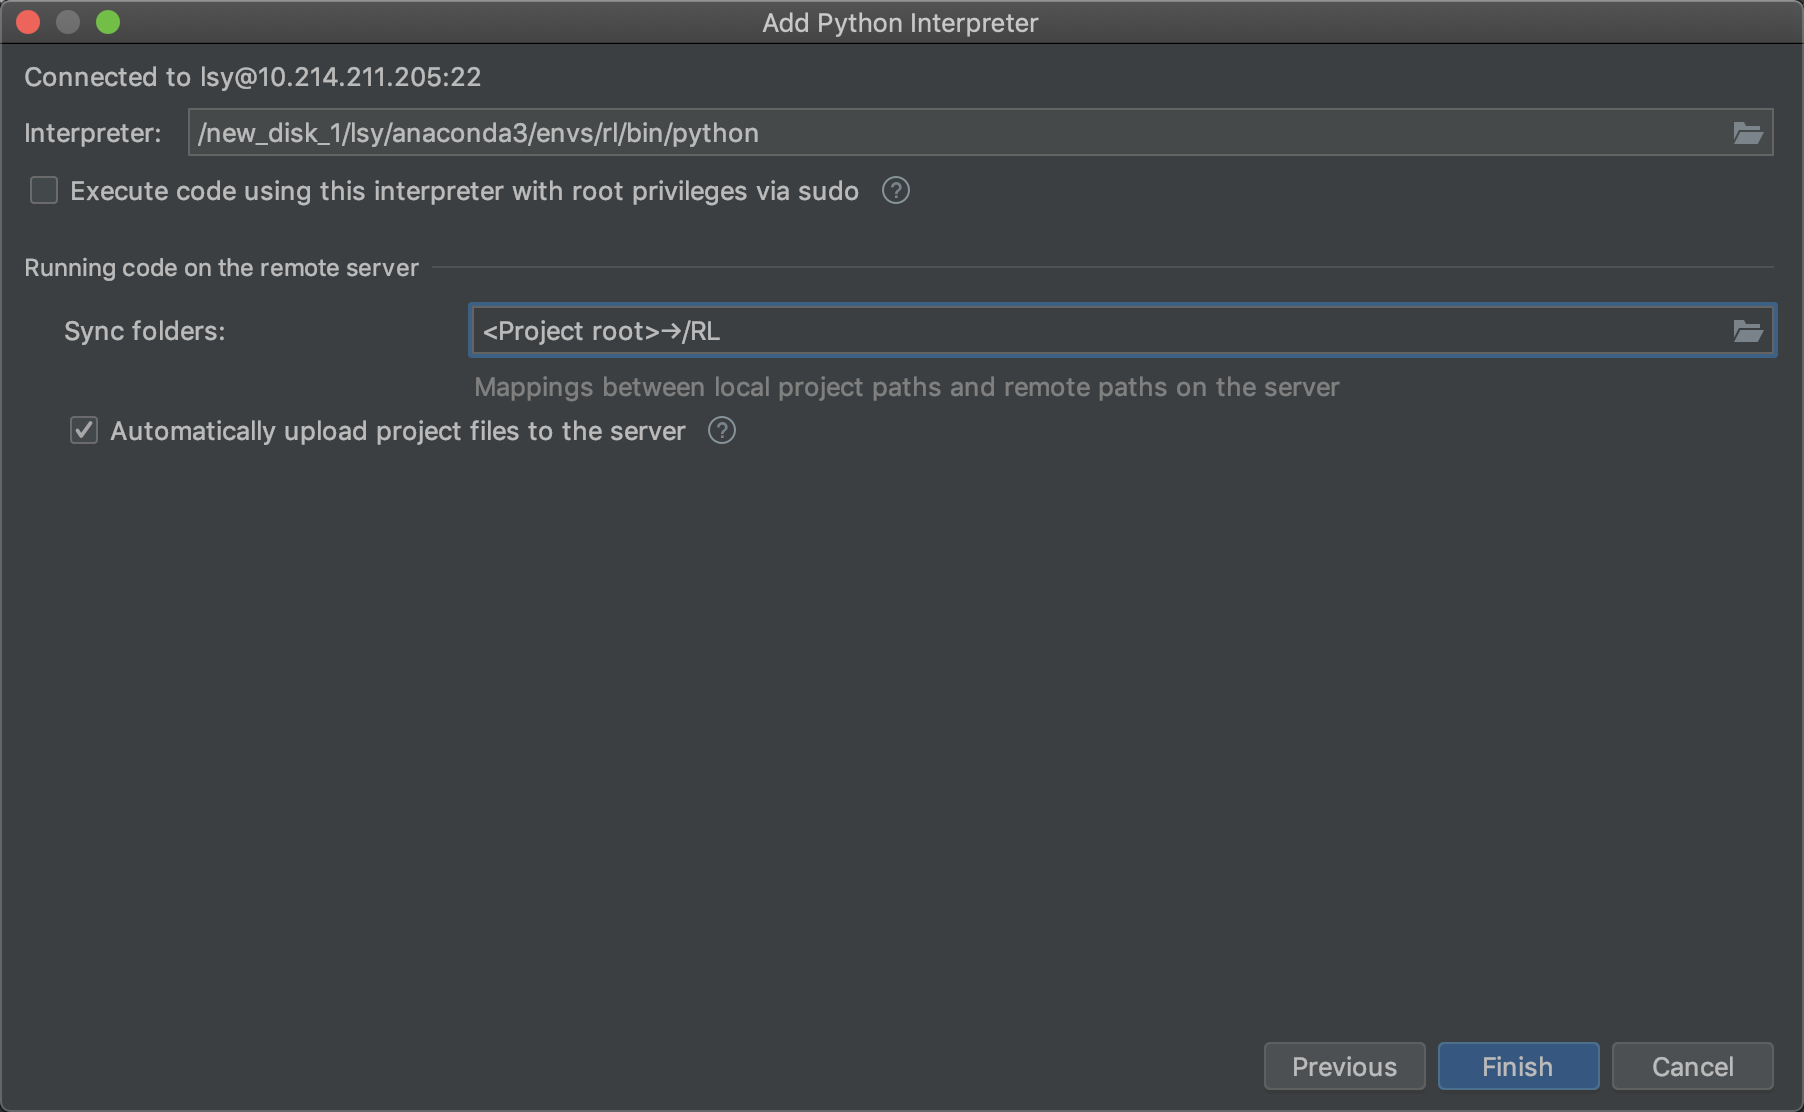 Add Python Interpreter
Connected to lsy@10.214.211.205:22
Interpreter: /new_disk_1/lsy/anaconda3/envs/rl/bin/python
Execute code using this interpreter with root privileges via sudo ?
Running code on the remote server
Sync folders: <Project root>→/RL
Mappings between local project paths and remote paths on the server
Automatically upload project files to the server ?
Previous Finish Cancel